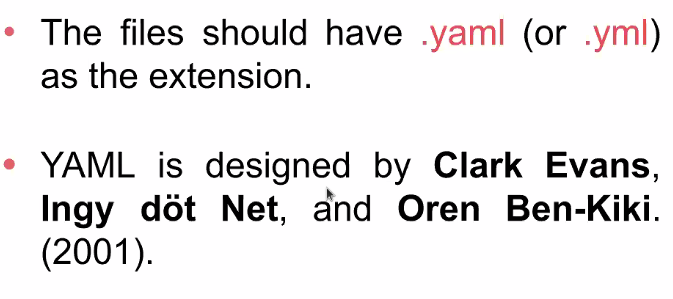 • The files should have .yaml (or .yml)
as the extension.
• YAML is designed by Clark Evans,
Ingy döt Net, and Oren Ben-Kiki.
(2001).